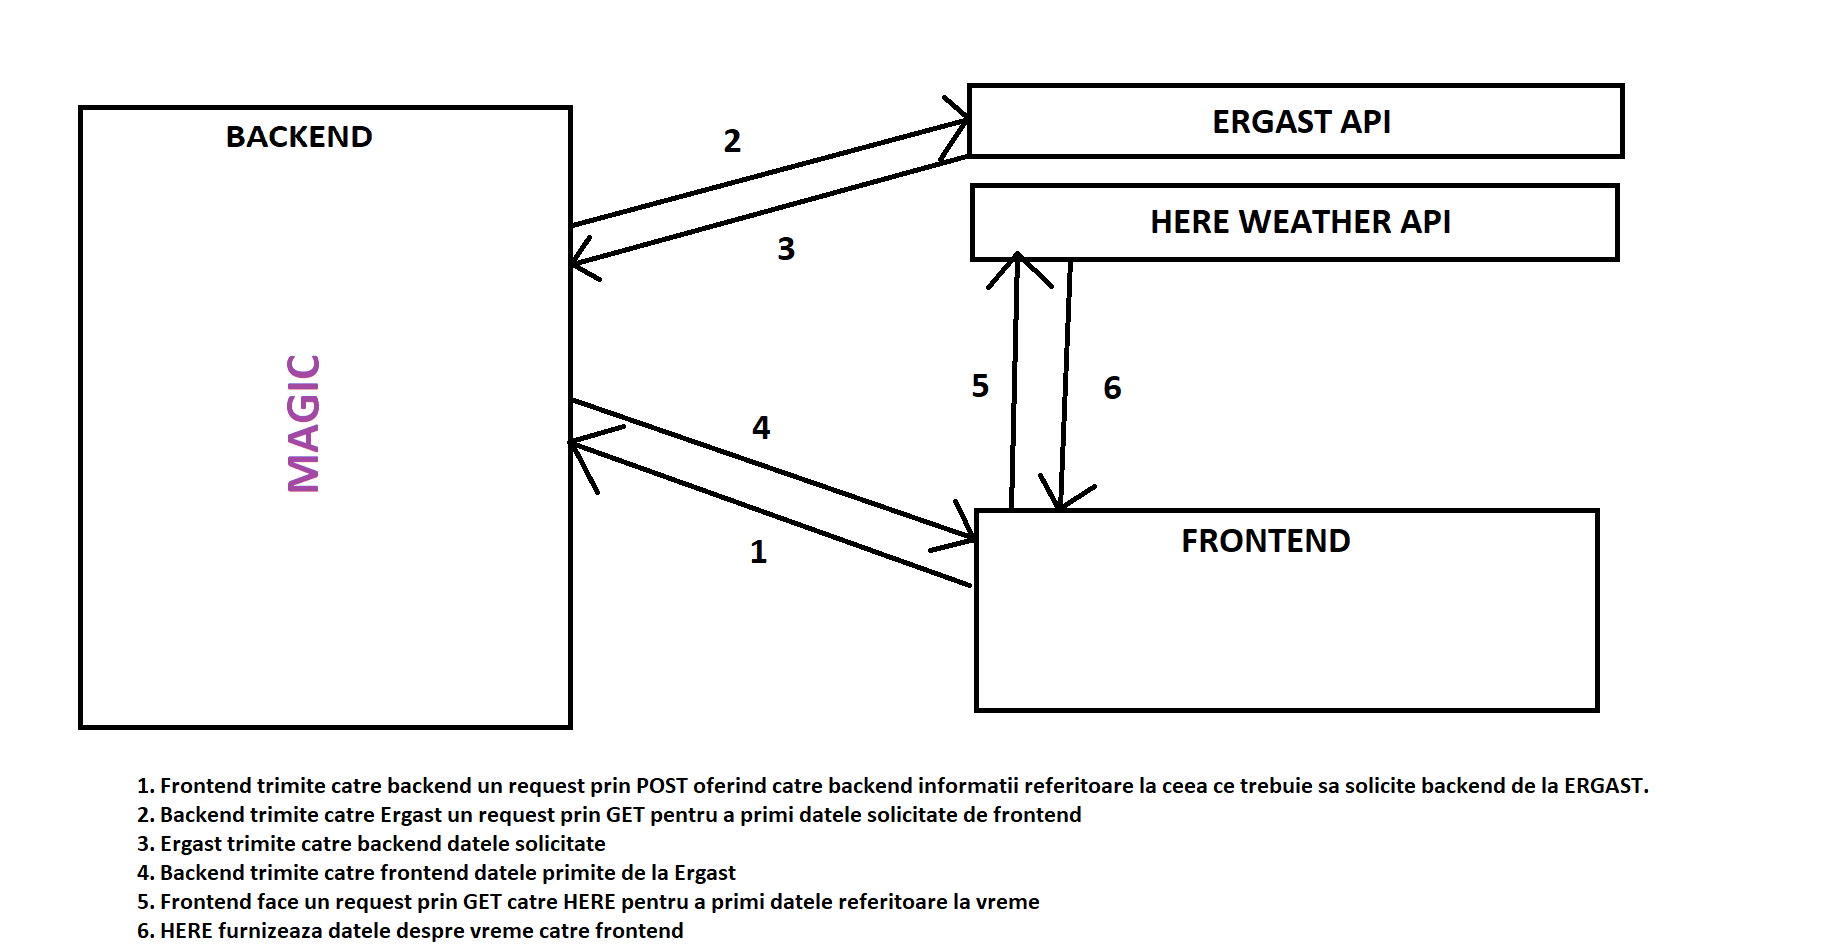 BACKEND
ERGAST API
2
HERE WEATHER API
3
MAGIC
5
6
4
FRONTEND
1
1. Frontend trimite catre backend un request prin POST oferind catre backend informatii referitoare la ceea ce trebuie sa solicite backend de la ERGAST.
2. Backend trimite catre Ergast un request prin GET pentru a primi datele solicitate de frontend
3. Ergast trimite catre backend datele solicitate
4. Backend trimite catre frontend datele primite de la Ergast
5. Frontend face un request prin GET catre HERE pentru a primi datele referitoare la vreme
6. HERE furnizeaza datele despre vreme catre frontend